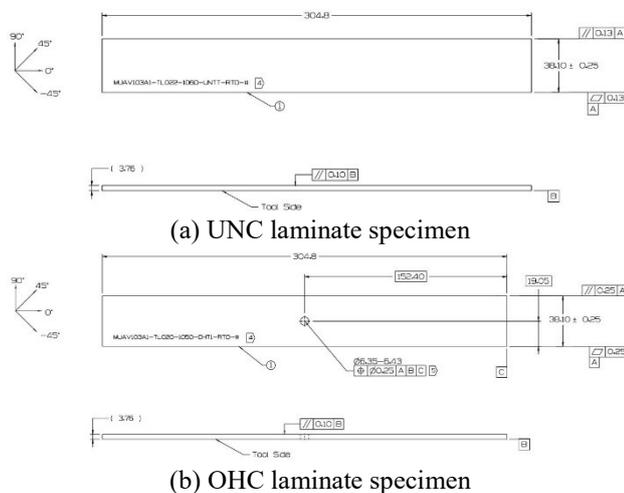 304.8
90°
45°
0°
-45°
// 0.13 A
38.10 ± 0.25
MUAV103A1-TL022-1060-UNTT-RTD-# 4
1
⏥ 0.13
A
( 3.76 )
// 0.10 B
Tool Side
B
(a) UNC laminate specimen
304.8
152.40
19.05
90°
45°
0°
-45°
// 0.25 A
38.10 ± 0.25
MUAV103A1-TL020-1050-OHT1-RTD-# 4
1
Ø6.35-6.43
⌖ Ø0.25 A B C 5
⏥ 0.25
A
C
( 3.76 )
// 0.10 B
Tool Side
B
(b) OHC laminate specimen